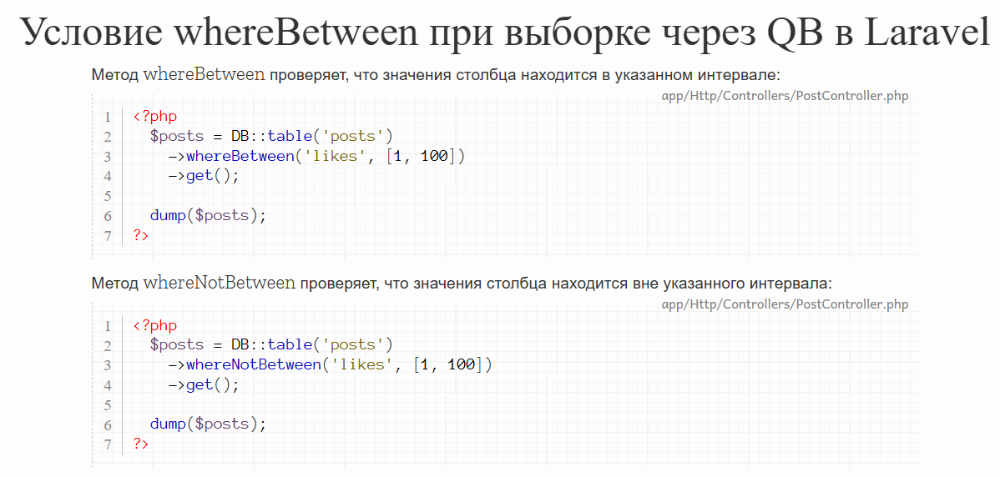 Условие whereBetween при выборке через QB в Laravel
Метод whereBetween проверяет, что значения столбца находится в указанном интервале:
app/Http/Controllers/PostController.php
1 <?php
2 $posts = DB::table('posts')
3 ->whereBetween('likes', [1, 100])
4 ->get();
5
6 dump($posts);
7 ?>
Метод whereNotBetween проверяет, что значения столбца находится вне указанного интервала:
app/Http/Controllers/PostController.php
1 <?php
2 $posts = DB::table('posts')
3 ->whereNotBetween('likes', [1, 100])
4 ->get();
5
6 dump($posts);
7 ?>